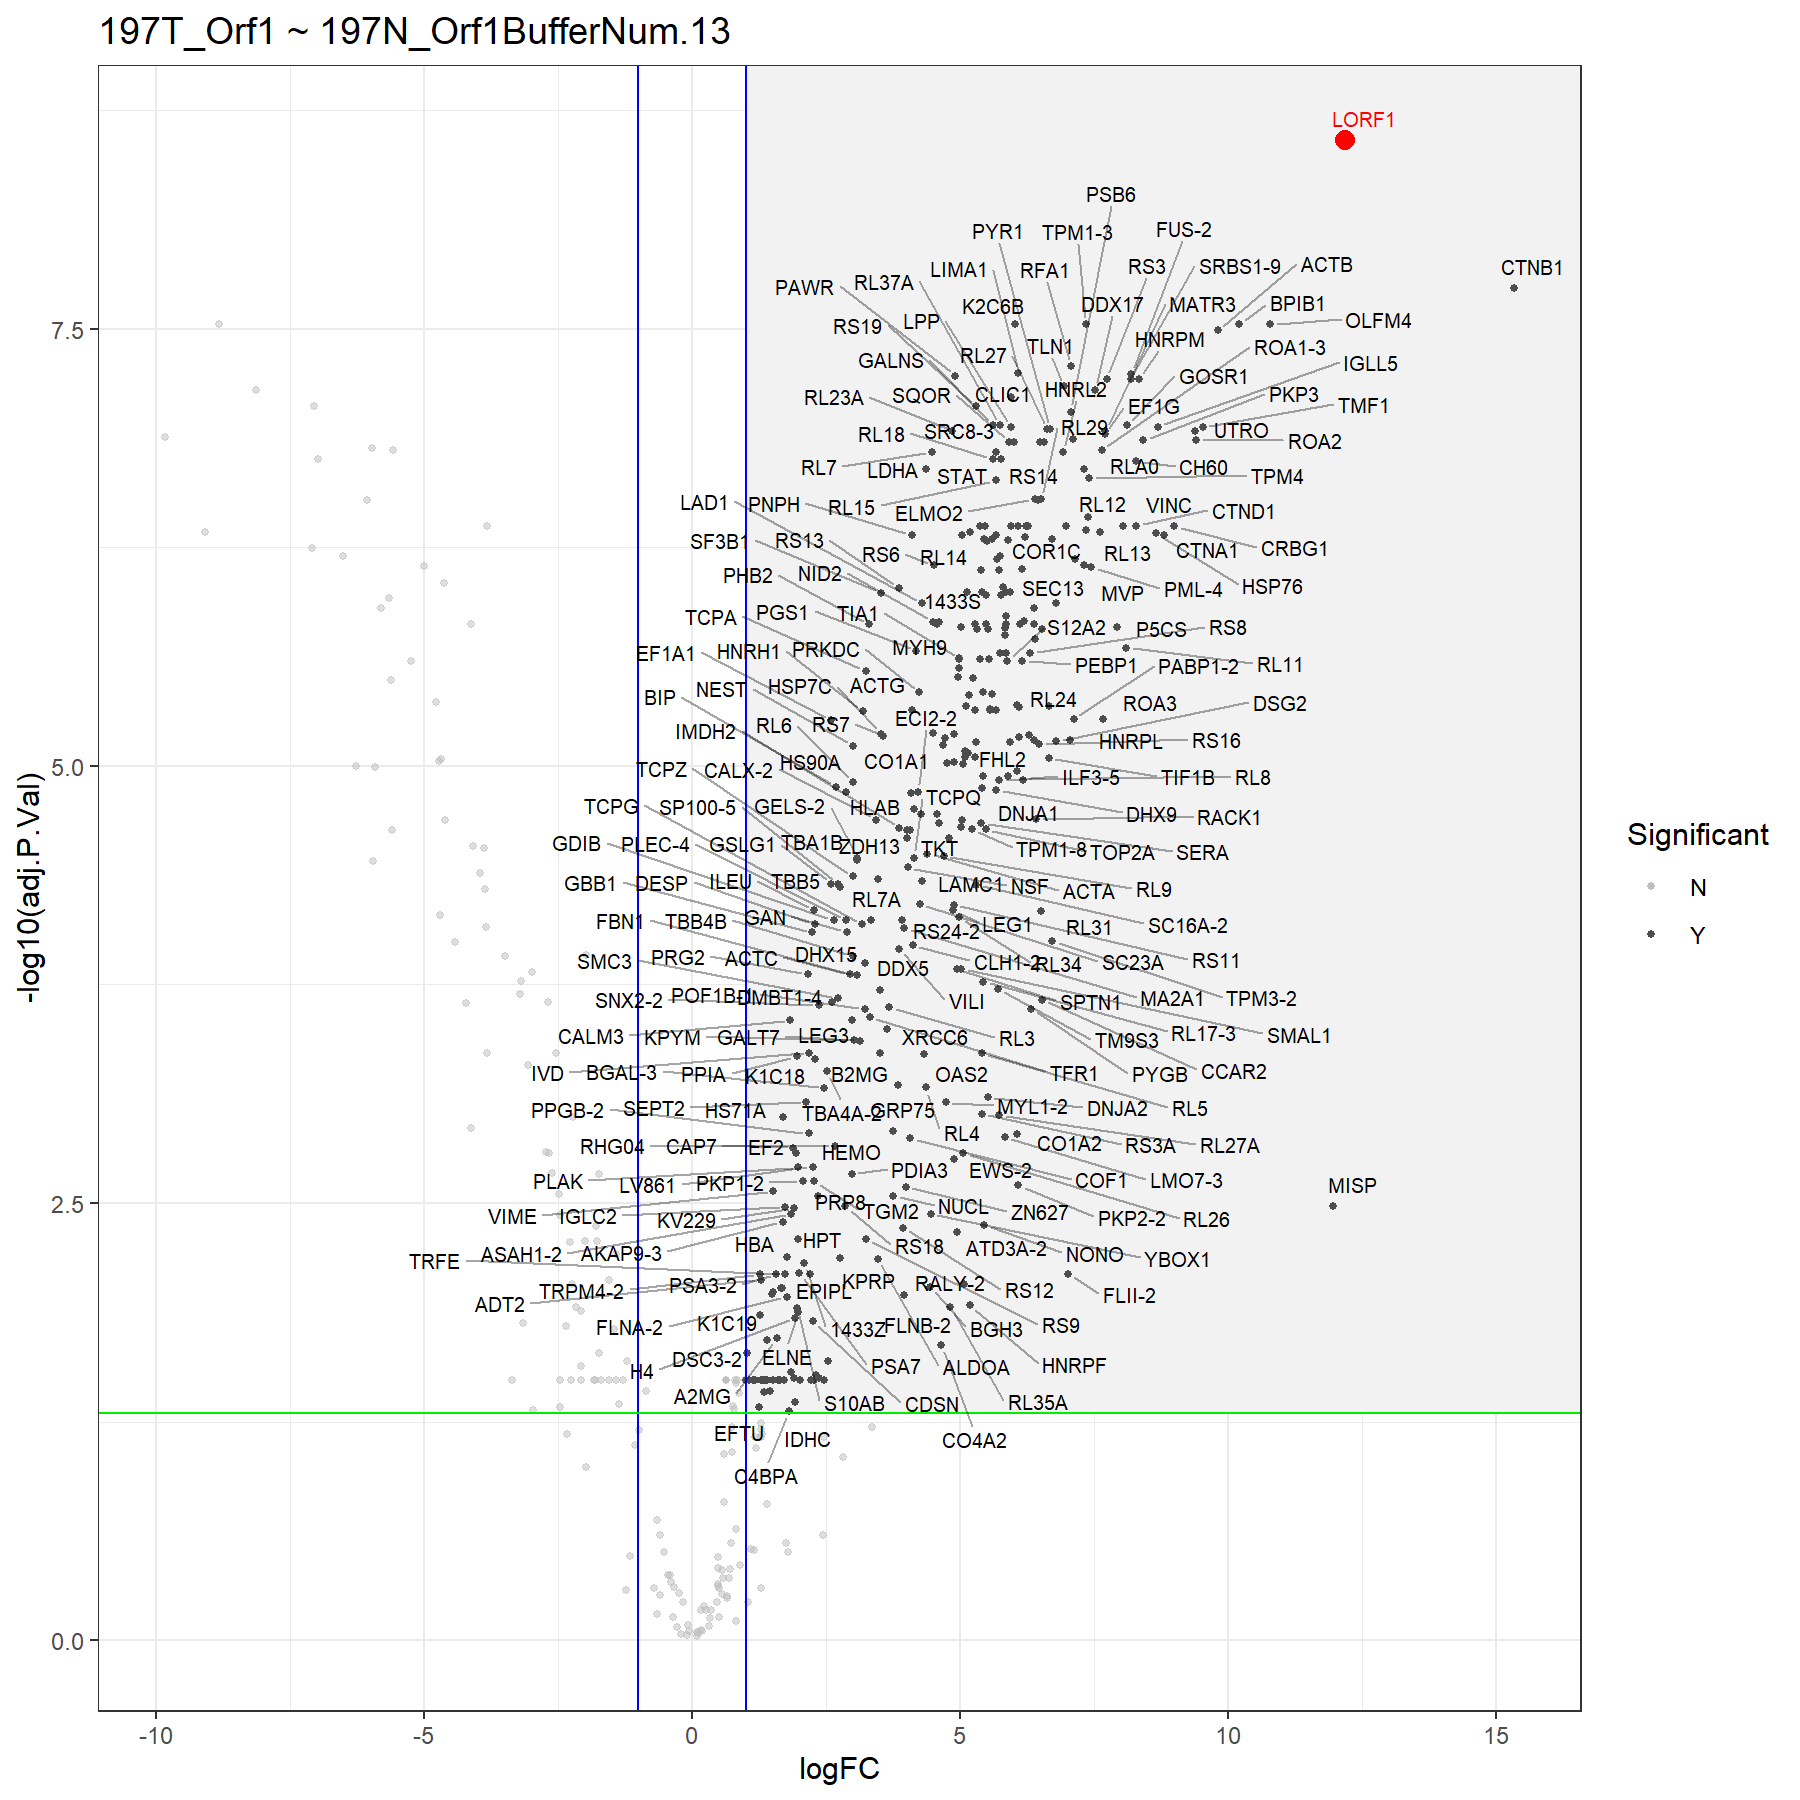 197T_Orf1 ~ 197N_Orf1BufferNum.13
LORF1
PSB6
PYR1 TPM1-3 FUS-2
LIMA1 RFA1 RS3 SRBS1-9 ACTB CTNB1
PAWR RL37A K2C6B DDX17 MATR3 BPIB1
RS19 LPP OLFM4
7.5
GALNS RL27 TLN1 HNRPM ROA1-3 IGLL5
RL23A SQOR CLIC1 HNRL2 GOSR1 PKP3
RL18 SRC8-3 RL29 EF1G UTRO TMF1 ROA2
RL7 LDHA STAT RS14 RLA0 CH60 TPM4
LAD1 PNPH RL15 ELMO2 RL12 VINC CTND1
SF3B1 RS13 RS6 RL14 COR1C RL13 CTNA1 CRBG1
PHB2 NID2 1433S SEC13 MVP PML-4 HSP76
TCPA PGS1 TIA1 S12A2 P5CS RS8
EF1A1 HNRH1 PRKDC MYH9 PEBP1 PABP1-2 RL11
BIP NEST HSP7C ACTG RL24 ROA3 DSG2
IMDH2 RL6 RS7 ECI2-2 HNRPL RS16
5.0
TCPZ CALX-2 HS90A CO1A1 FHL2 ILF3-5 TIF1B RL8
TCPG SP100-5 GELS-2 HLAB TCPQ DNJA1 DHX9 RACK1
GDIB PLEC-4 GSLG1 TBA1B ZDH13 TKT TPM1-8 TOP2A SERA
GBB1 DESP ILEU TBB5 RL7A LAMC1 NSF ACTA RL9
FBN1 TBB4B GAN RS24-2 LEG1 RL31 SC16A-2
SMC3 PRG2 ACTC DHX15 DDX5 CLH1-2 RL34 SC23A RS11
SNX2-2 POF1B-1 DMBT1-4 VILI SPTN1 MA2A1 TPM3-2
CALM3 KPYM GALT7 LEG3 XRCC6 RL3 TM9S3 RL17-3 SMAL1
IVD BGAL-3 PPIA K1C18 B2MG OAS2 TFR1 PYGB CCAR2
PPGB-2 SEPT2 HS71A TBA4A-2 GRP75 MYL1-2 DNJA2 RL5
RHG04 CAP7 EF2 HEMO RL4 CO1A2 RS3A RL27A
PLAK LV861 PKP1-2 PDIA3 EWS-2 COF1 LMO7-3 MISP
2.5
VIME IGLC2 KV229 PRP8 TGM2 NUCL ZN627 PKP2-2 RL26
TRFE ASAH1-2 AKAP9-3 HBA HPT RS18 ATD3A-2 NONO YBOX1
ADT2 TRPM4-2 PSA3-2 EPIPL KPRP RALY-2 RS12 FLII-2
FLNA-2 K1C19 1433Z FLNB-2 BGH3 RS9
H4 DSC3-2 ELNE PSA7 ALDOA HNRPF
A2MG S10AB CDSN RL35A
EFTU IDHC CO4A2
C4BPA
0.0
-10 -5 0 5 10 15
logFC
-log10(adj.P.Val)
Significant
N
Y